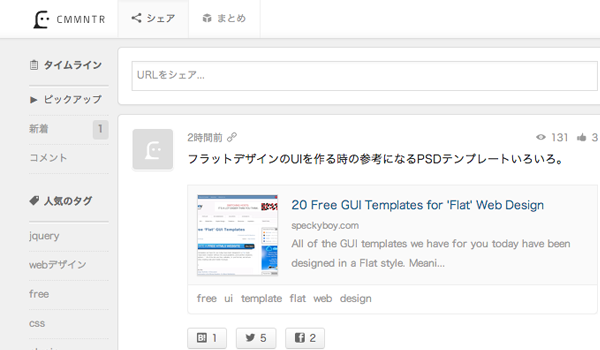 CMMNTR
シェア
まとめ
タイムライン
ピックアップ
新着 1
コメント
人気のタグ
jquery
webデザイン
free
css
URLをシェア...
2時間前
131
3
フラットデザインのUIを作る時の参考になるPSDテンプレートいろいろ。
20 Free GUI Templates for 'Flat' Web Design
speckyboy.com
All of the GUI templates we have for you today have been
designed in a Flat style. Meani...
free ui template flat web design
B! 1
5
2